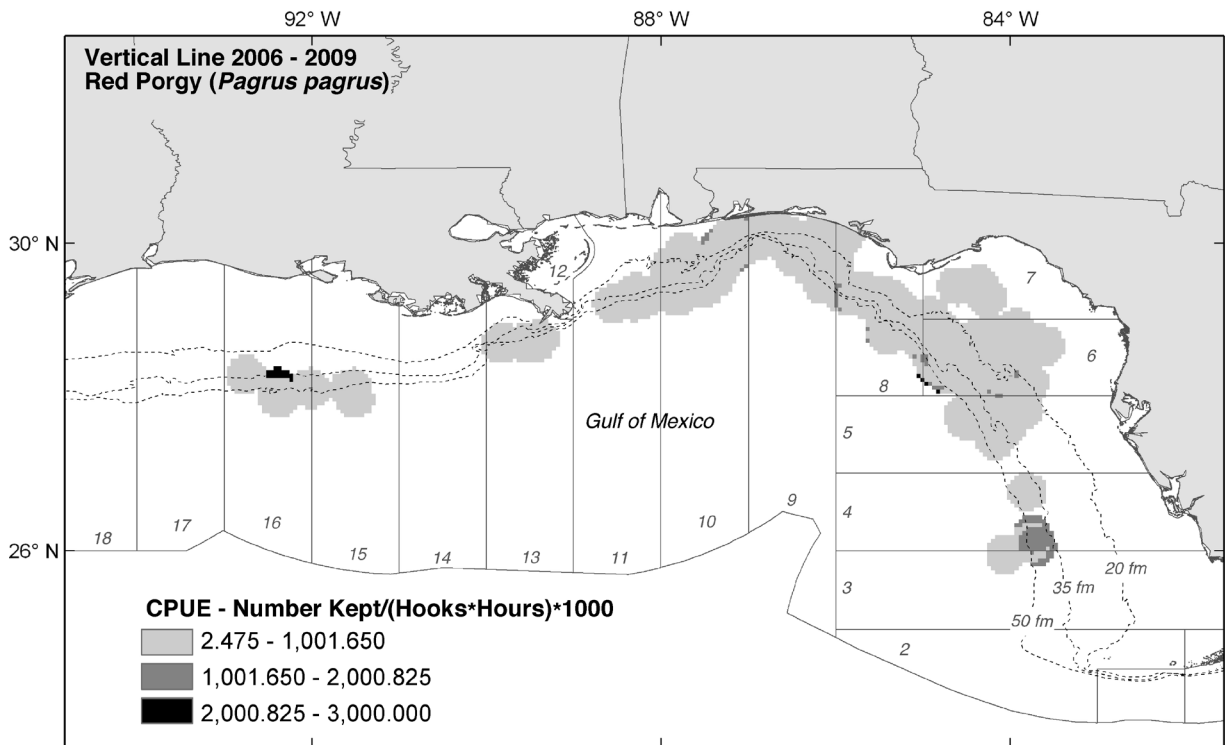 92° W 88° W 84° W
Vertical Line 2006 - 2009
Red Porgy (Pagrus pagrus)
30° N
12
7
6
8
Gulf of Mexico
5
9
4
10
17
16
18
26° N
15
14
13
11
20 fm
35 fm
3
50 fm
2
CPUE - Number Kept/(Hooks*Hours)*1000
2.475 - 1,001.650
1,001.650 - 2,000.825
2,000.825 - 3,000.000